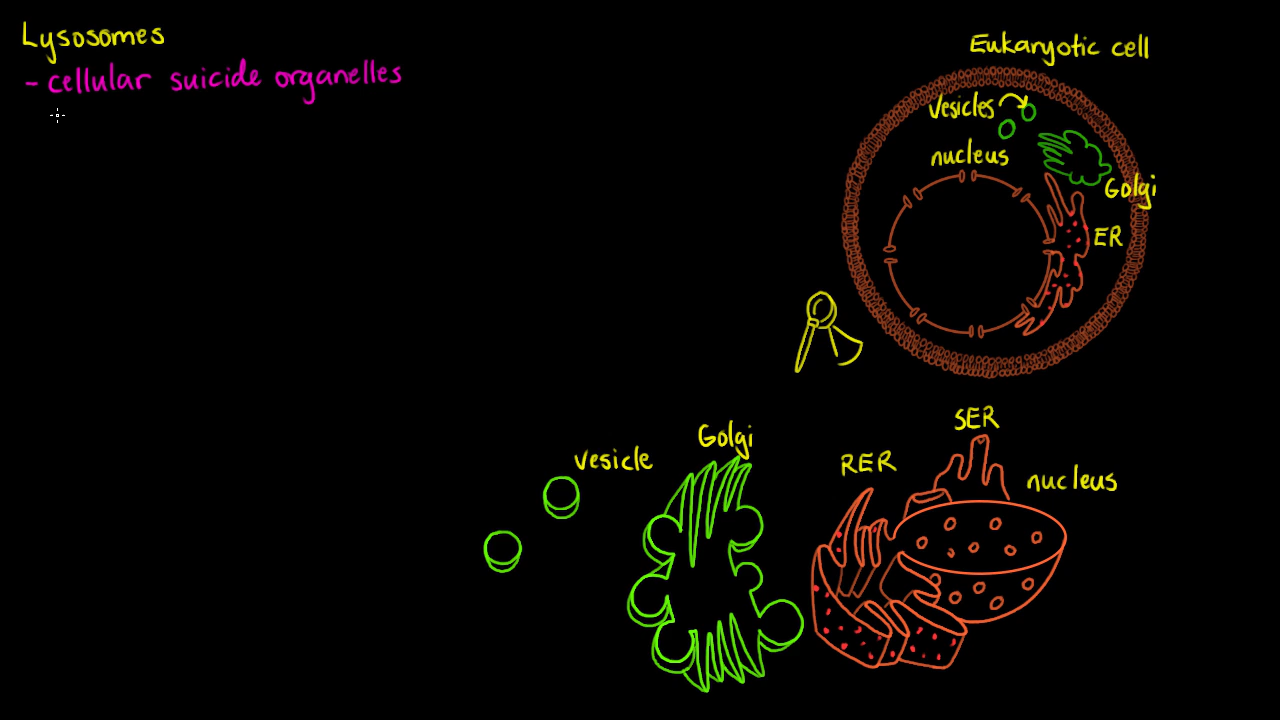 Lysosomes
- cellular suicide organelles
Eukaryotic cell
vesicles
nucleus
Golgi
ER
SER
Golgi
vesicle
RER
nucleus